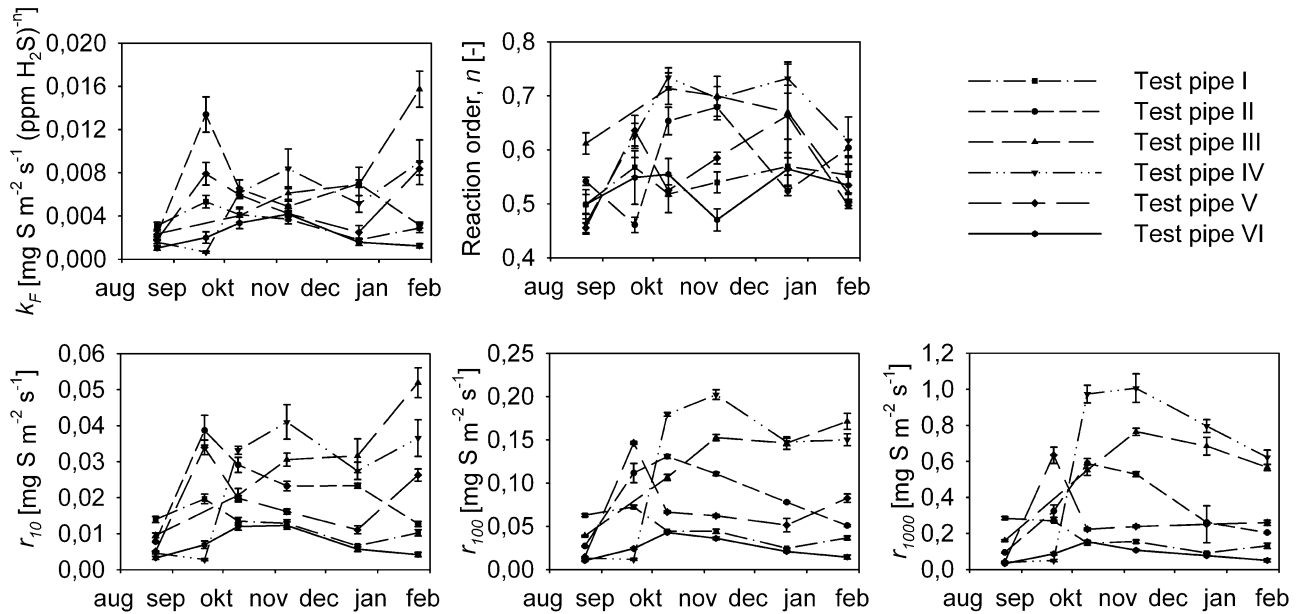 k_F [mg S m⁻² s⁻¹ (ppm H₂S)⁻ⁿ]
0,020
0,016
0,012
0,008
0,004
0,000
aug sep okt nov dec jan feb
Reaction order, n [-]
0,8
0,7
0,6
0,5
0,4
aug sep okt nov dec jan feb
Test pipe I
Test pipe II
Test pipe III
Test pipe IV
Test pipe V
Test pipe VI
r₁₀ [mg S m⁻² s⁻¹]
0,06
0,05
0,04
0,03
0,02
0,01
0,00
aug sep okt nov dec jan feb
r₁₀₀ [mg S m⁻² s⁻¹]
0,25
0,20
0,15
0,10
0,05
0,00
aug sep okt nov dec jan feb
r₁₀₀₀ [mg S m⁻² s⁻¹]
1,2
1,0
0,8
0,6
0,4
0,2
0,0
aug sep okt nov dec jan feb